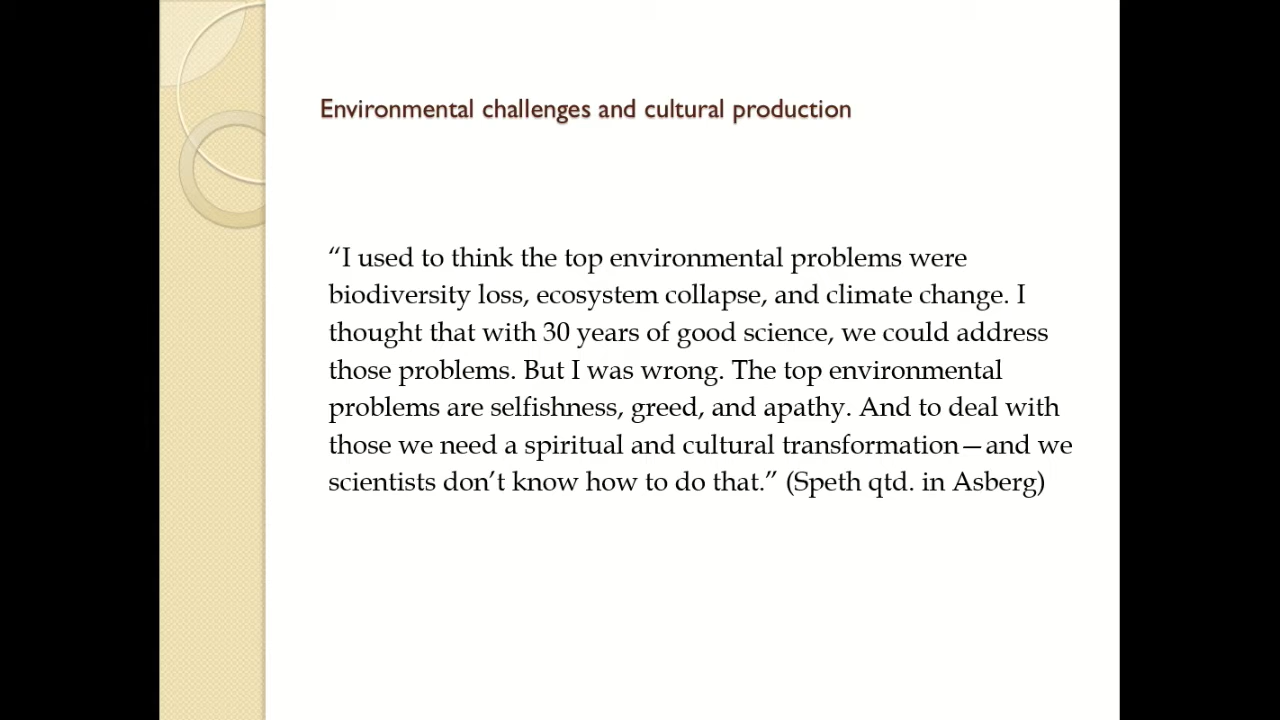 Environmental challenges and cultural production
“I used to think the top environmental problems were
biodiversity loss, ecosystem collapse, and climate change. I
thought that with 30 years of good science, we could address
those problems. But I was wrong. The top environmental
problems are selfishness, greed, and apathy. And to deal with
those we need a spiritual and cultural transformation—and we
scientists don’t know how to do that.” (Speth qtd. in Asberg)